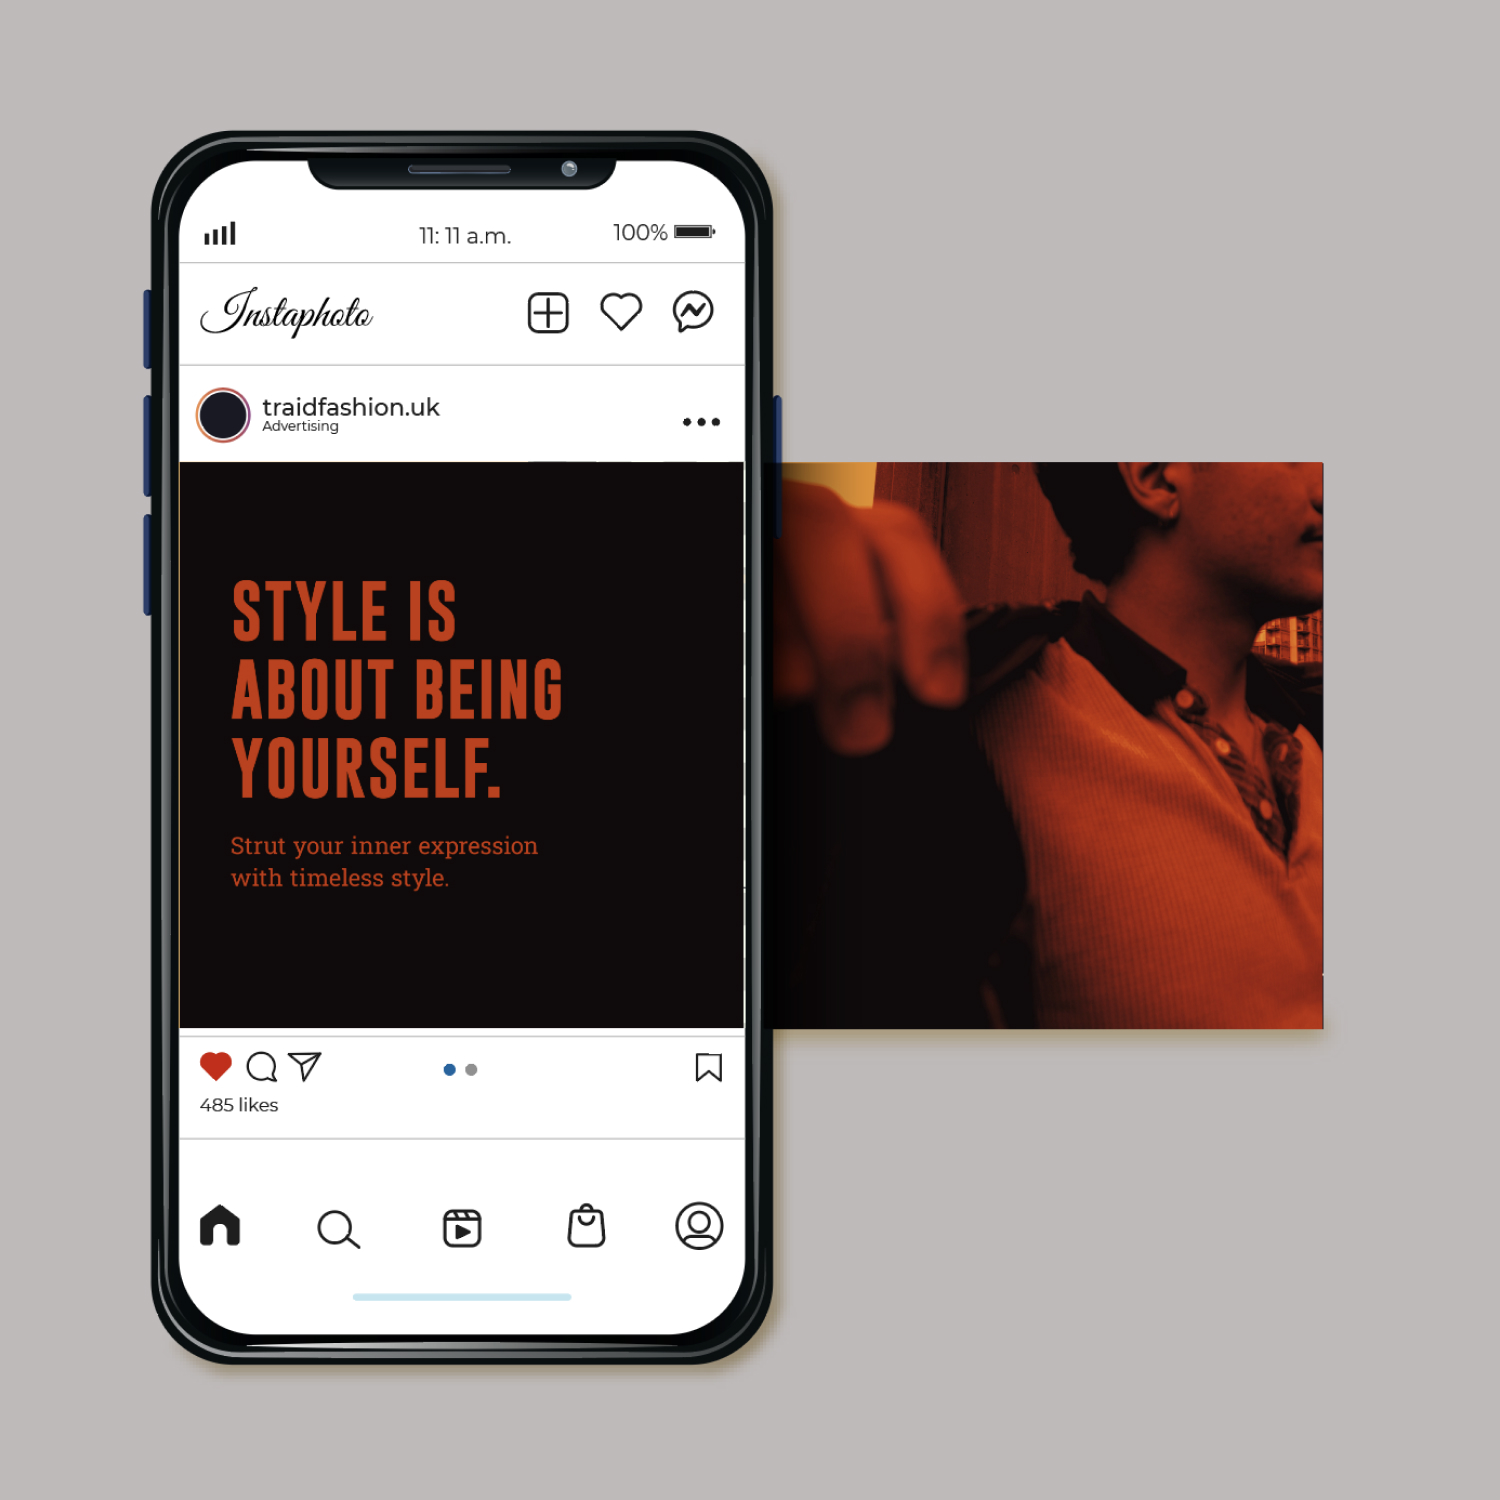 11: 11 a.m.
100%
Instaphoto
traidfashion.uk
Advertising
STYLE IS
ABOUT BEING
YOURSELF.
Strut your inner expression
with timeless style.
485 likes